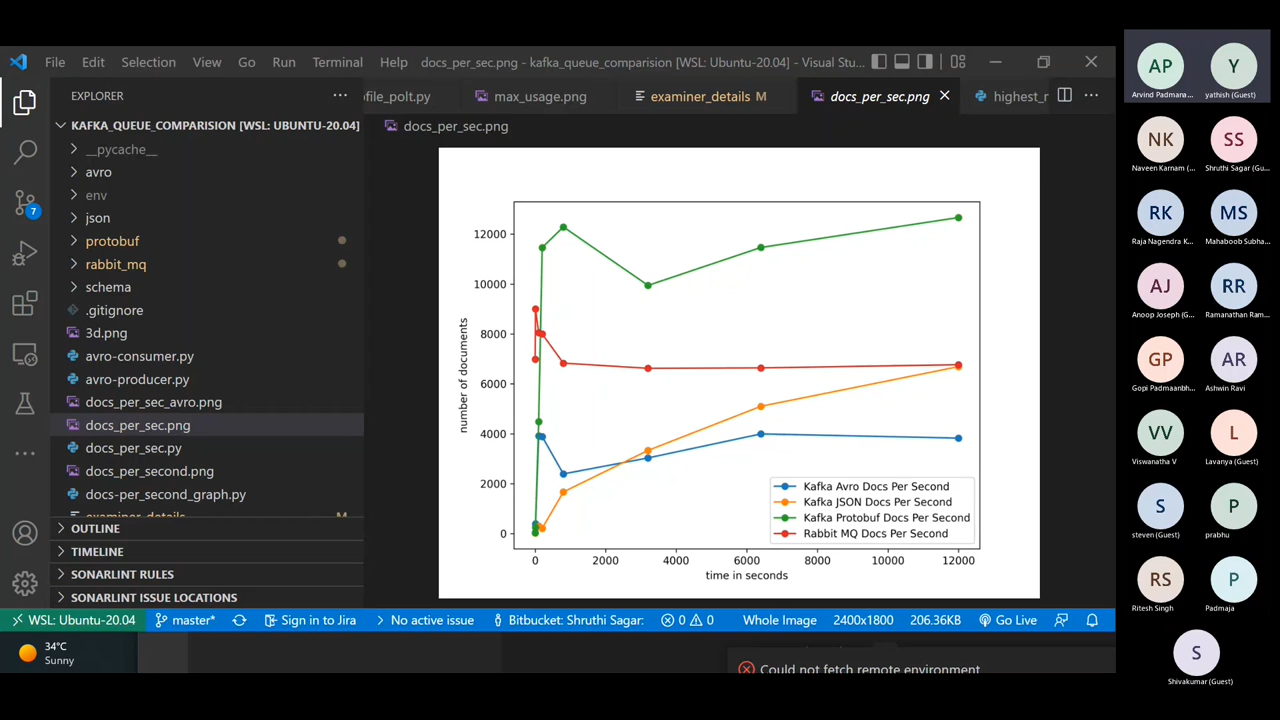 File Edit Selection View Go Run Terminal Help docs_per_sec.png - kafka_queue_comparision [WSL: Ubuntu-20.04] - Visual Stu...
EXPLORER
file_polt.py max_usage.png examiner_details M docs_per_sec.png highest_r
KAFKA_QUEUE_COMPARISION [WSL: UBUNTU-20.04]
docs_per_sec.png
__pycache__
avro
env
json
protobuf
rabbit_mq
schema
.gitignore
3d.png
avro-consumer.py
avro-producer.py
docs_per_sec_avro.png
docs_per_sec.png
docs_per_sec.py
docs_per_second.png
docs-per_second_graph.py
examiner_details M
OUTLINE
TIMELINE
SONARLINT RULES
SONARLINT ISSUE LOCATIONS
7
number of documents
12000
10000
8000
6000
4000
2000
0
Kafka Avro Docs Per Second
Kafka JSON Docs Per Second
Kafka Protobuf Docs Per Second
Rabbit MQ Docs Per Second
0 2000 4000 6000 8000 10000 12000
time in seconds
WSL: Ubuntu-20.04 master* Sign in to Jira No active issue Bitbucket: Shruthi Sagar: 0 0 Whole Image 2400x1800 206.36KB Go Live
34°C
Sunny
Could not fetch remote environment
AP Y
Arvind Padmana... yathish (Guest)
NK SS
Naveen Karnam (... Shruthi Sagar (Gu...
RK MS
Raja Nagendra K... Mahaboob Subha...
AJ RR
Anoop Joseph (G... Ramanathan Ram...
GP AR
Gopi Padmaanbh... Ashwin Ravi
VV L
Viswanatha V Lavanya (Guest)
S P
steven (Guest) prabhu
RS P
Ritesh Singh Padmaja
S
Shivakumar (Guest)